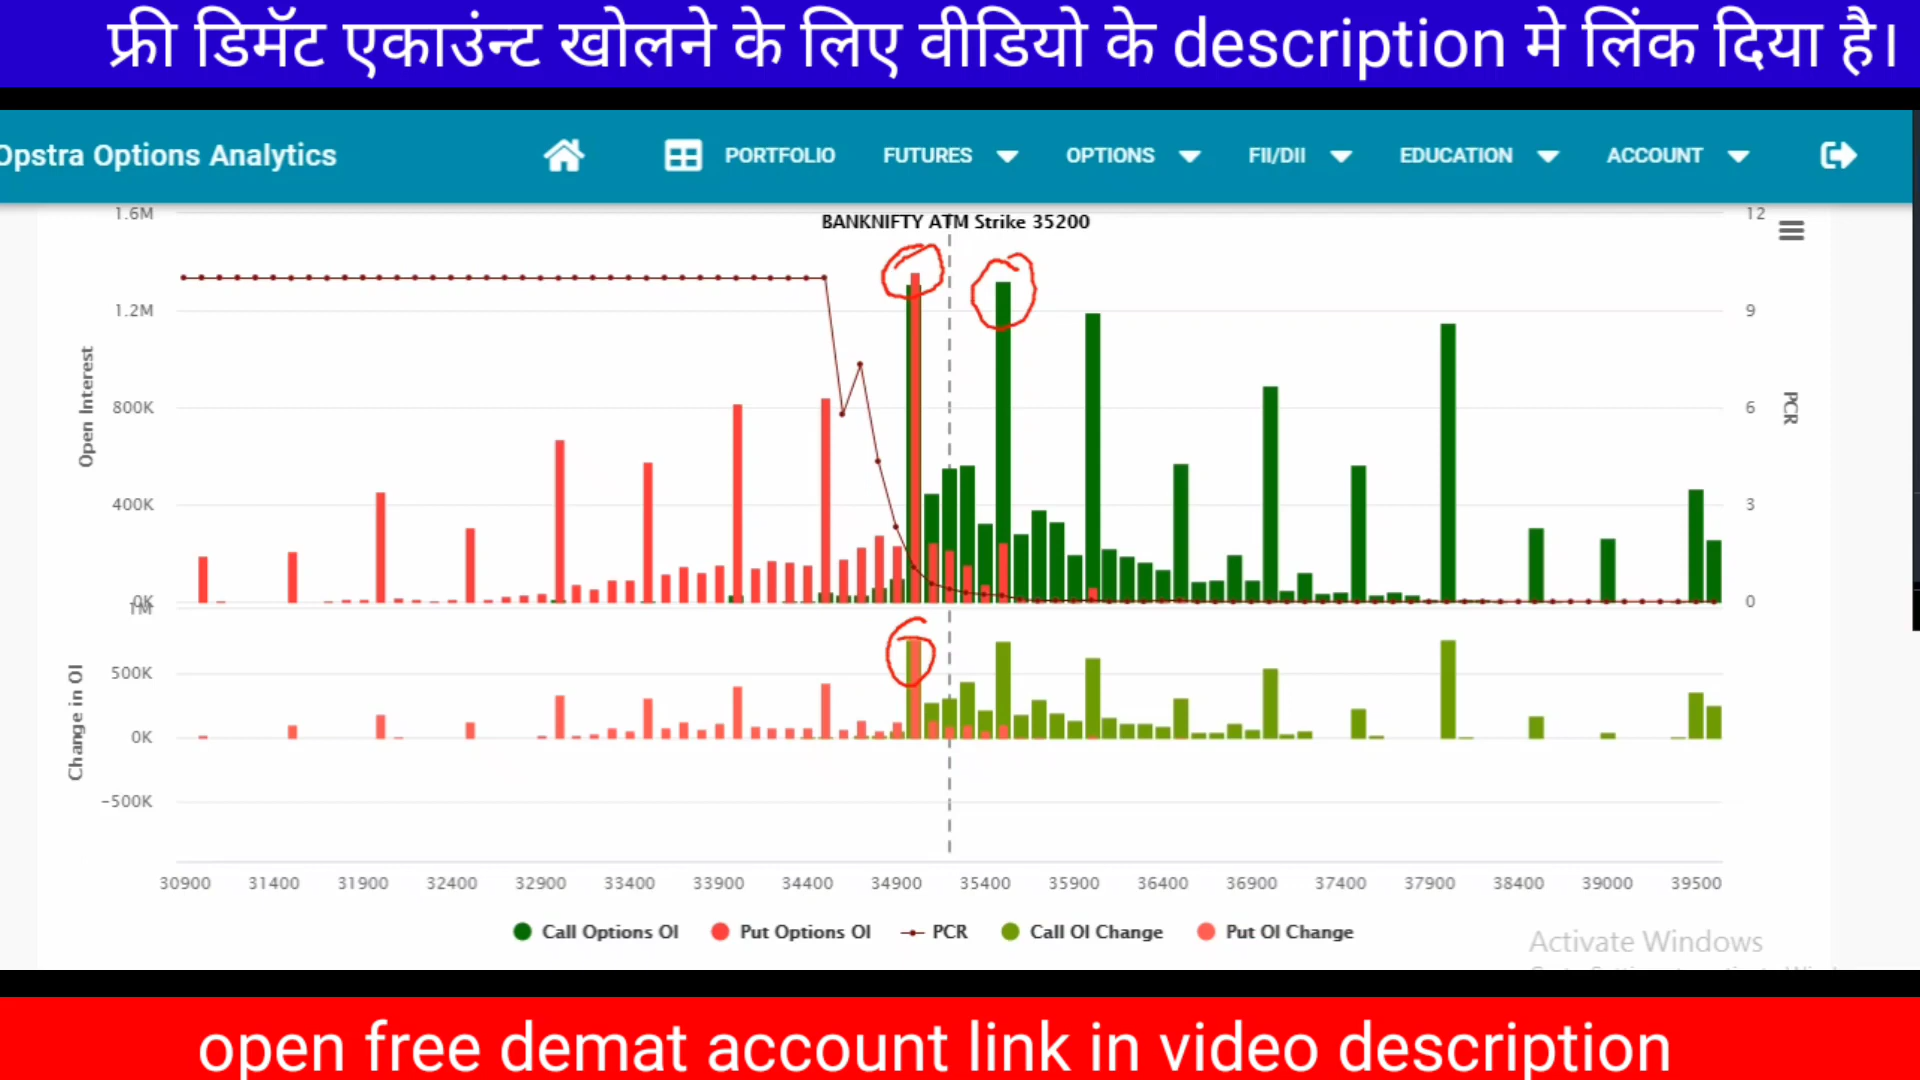 फ्री डिमॅट एकाउंन्ट खोलने के लिए वीडियो के description मे लिंक दिया है।
Opstra Options Analytics PORTFOLIO FUTURES OPTIONS FII/DII EDUCATION ACCOUNT
BANKNIFTY ATM Strike 35200
1.6M 12
1.2M 9
800K 6
400K 3
0K 0
Open Interest
PCR
1M
500K
0K
-500K
Change in OI
30900 31400 31900 32400 32900 33400 33900 34400 34900 35400 35900 36400 36900 37400 37900 38400 39000 39500
Call Options OI Put Options OI PCR Call OI Change Put OI Change
Activate Windows
open free demat account link in video description